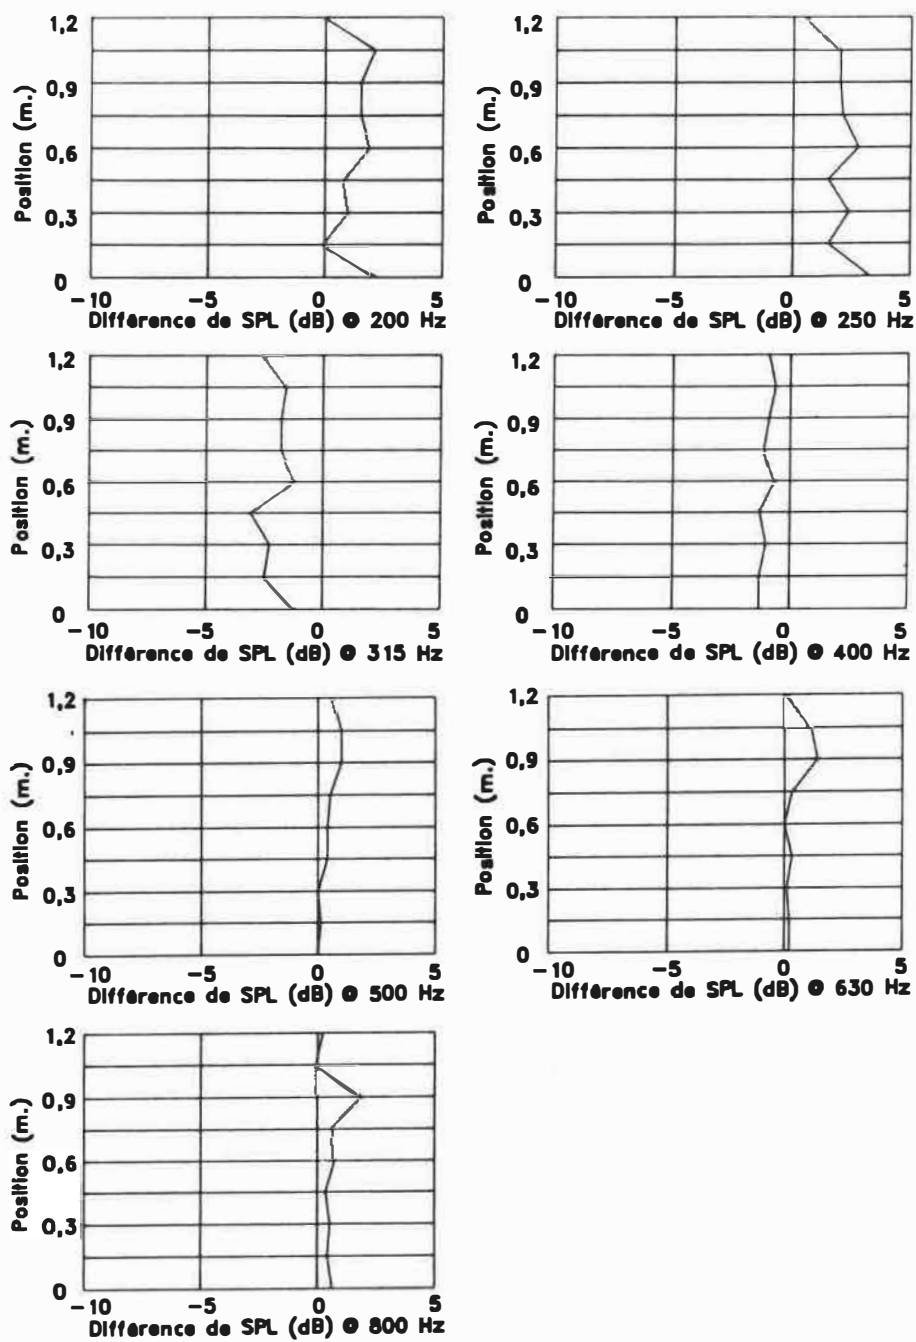 1,2
0,9
0,6
0,3
0
Position (m.)
-10 -5 0 5
Différence de SPL (dB) @ 200 Hz
1,2
0,9
0,6
0,3
0
Position (m.)
-10 -5 0 5
Différence de SPL (dB) @ 250 Hz
1,2
0,9
0,6
0,3
0
Position (m.)
-10 -5 0 5
Différence de SPL (dB) @ 315 Hz
1,2
0,9
0,6
0,3
0
Position (m.)
-10 -5 0 5
Différence de SPL (dB) @ 400 Hz
1,2
0,9
0,6
0,3
0
Position (m.)
-10 -5 0 5
Différence de SPL (dB) @ 500 Hz
1,2
0,9
0,6
0,3
0
Position (m.)
-10 -5 0 5
Différence de SPL (dB) @ 630 Hz
1,2
0,9
0,6
0,3
0
Position (m.)
-10 -5 0 5
Différence de SPL (dB) @ 800 Hz